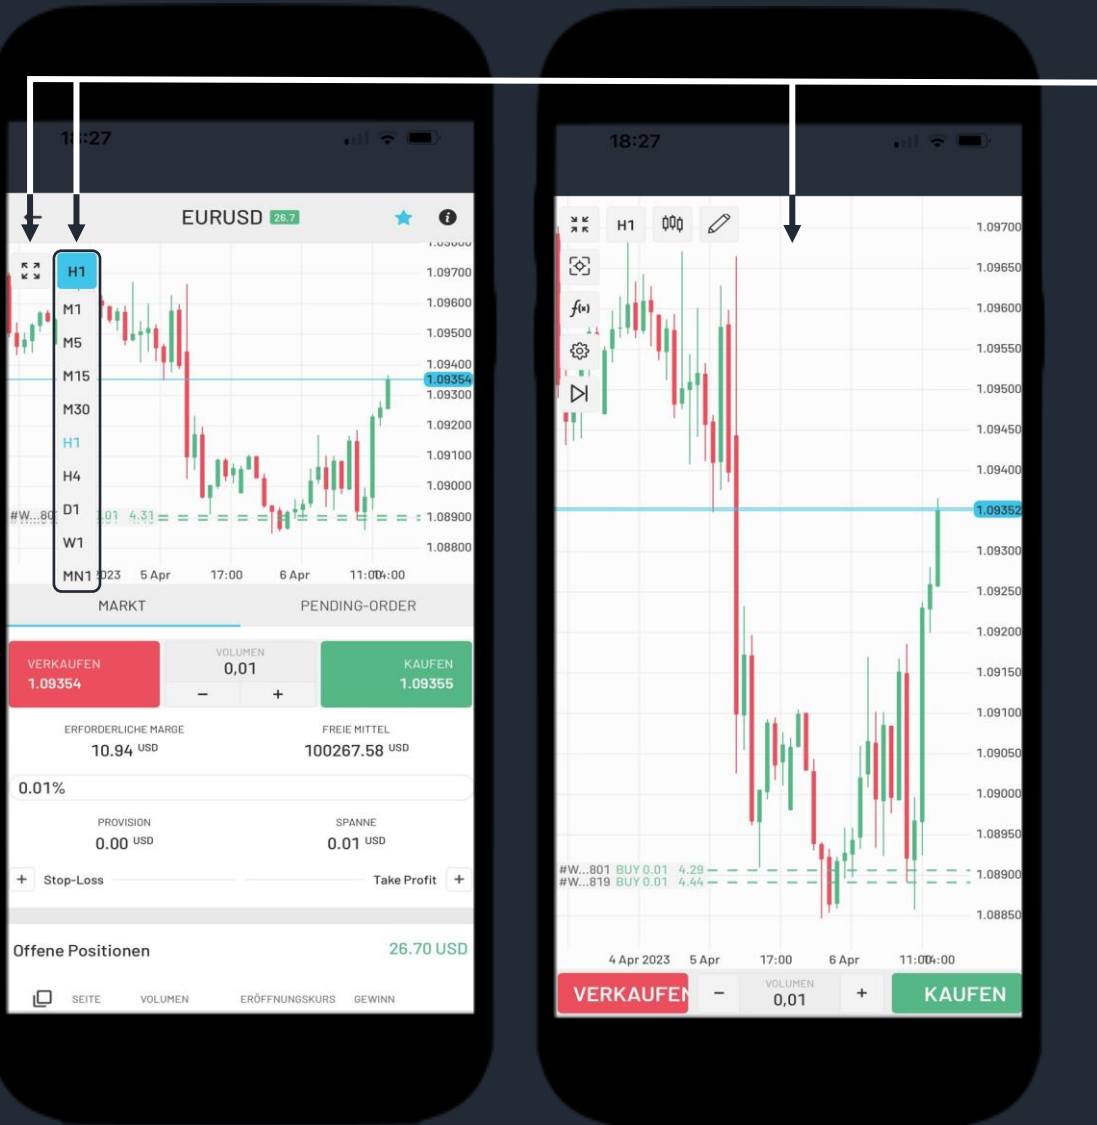 18:27
EURUSD 26.7
H1
M1
M5
M15
M30
H1
H4
D1
W1
MN1
1.09700
1.09600
1.09500
1.09400
1.09354
1.09300
1.09200
1.09100
1.09000
1.08900
1.08800
4.31
5 Apr 17:00 6 Apr
MARKT PENDING-ORDER
VERKAUFEN
1.09354
VOLUMEN
0,01
− +
KAUFEN
1.09355
ERFORDERLICHE MARGE
10.94 USD
FREIE MITTEL
100267.58 USD
0.01%
PROVISION
0.00 USD
SPANNE
0.01 USD
+ Stop-Loss Take Profit +
Offene Positionen 26.70 USD
SEITE VOLUMEN ERÖFFNUNGSKURS GEWINN
18:27
H1
f(x)
1.09700
1.09650
1.09600
1.09550
1.09500
1.09450
1.09400
1.09352
1.09300
1.09250
1.09200
1.09150
1.09100
1.09050
1.09000
1.08950
1.08900
1.08850
#W...801 BUY 0.01 4.29
#W...819 BUY 0.01 4.44
4 Apr 2023 5 Apr 17:00 6 Apr
VERKAUFEN
−
VOLUMEN
0,01
+
KAUFEN